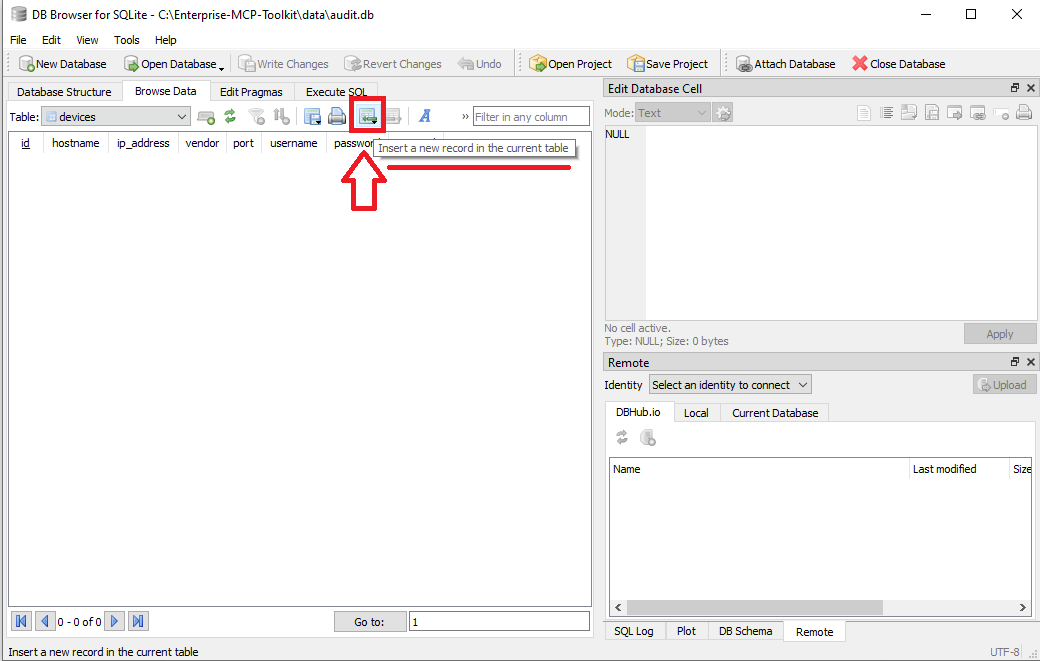 DB Browser for SQLite - C:\Enterprise-MCP-Toolkit\data\audit.db
File Edit View Tools Help
New Database Open Database Write Changes Revert Changes Undo Open Project Save Project Attach Database Close Database
Database Structure Browse Data Edit Pragmas Execute SQL
Table: devices Filter in any column
id hostname ip_address vendor port username
Insert a new record in the current table
0 - 0 of 0 Go to: 1
Edit Database Cell
Mode: Text
NULL
No cell active.
Type: NULL; Size: 0 bytes
Apply
Remote
Identity Select an identity to connect Upload
DBHub.io Local Current Database
Name Last modified Size
SQL Log Plot DB Schema Remote
Insert a new record in the current table UTF-8